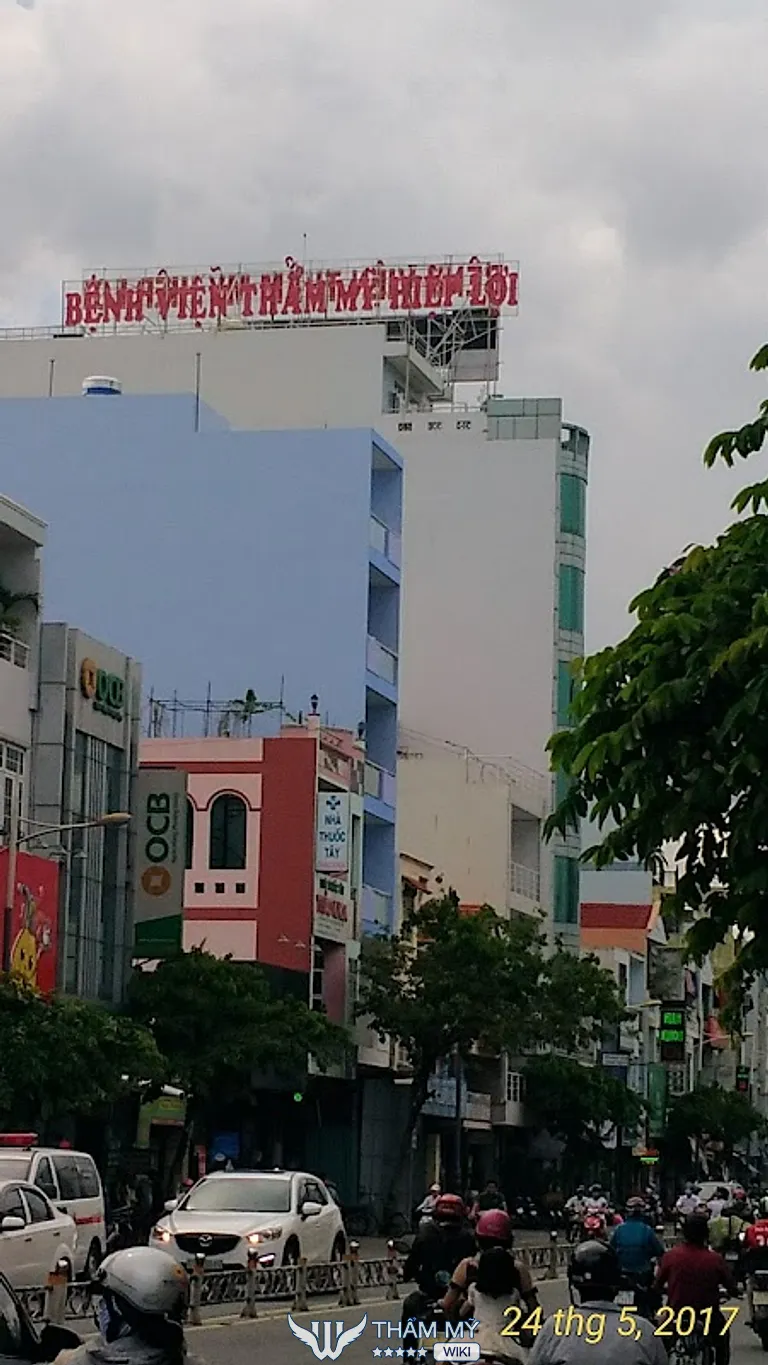 BỆNH VIỆN THẨM MỸ HIỆP LỢI
OCB
OCB
NHÀ
THUỐC
TÂY
24 thg 5, 2017
THẨM MỸ
WIKI